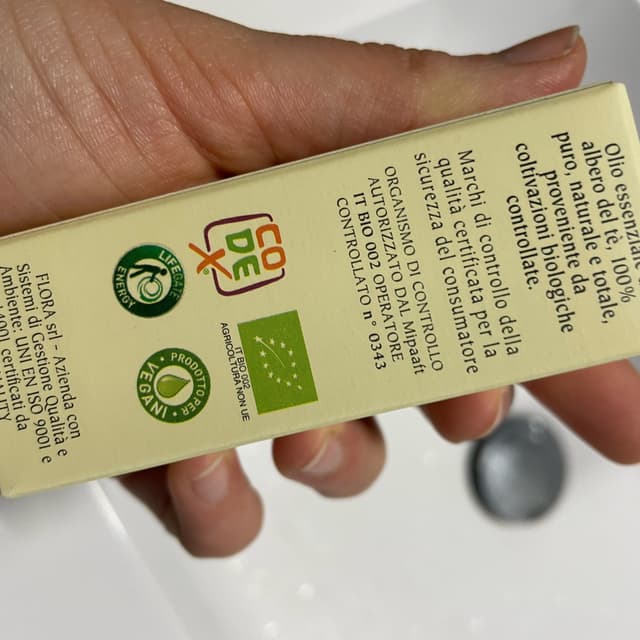 Olio essenziale
albero del tè, 100%
puro, naturale e totale,
proveniente da
coltivazioni biologiche
controllate.
Marchi di controllo della
qualità certificata per la
sicurezza del consumatore
ORGANISMO DI CONTROLLO
AUTORIZZATO DAL Mipaaft
IT BIO 002 OPERATORE
CONTROLLATO n° 0343
CO
DE
X
IT BIO 002
AGRICOLTURA NON UE
LIFEGATE
ENERGY
PRODOTTO PER
VEGANI
FLORA srl - Azienda con
Sistemi di Gestione Qualità e
Ambiente: UNI EN ISO 9001 e
14001 certificati da